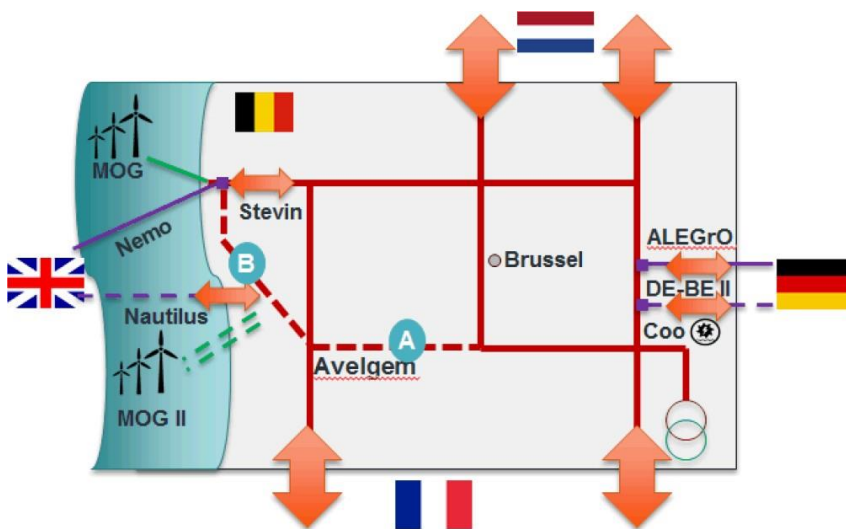 MOG
Nemo
Stevin
B
Nautilus
MOG II
Brussel
ALEGrO
DE-BE II
Coo
A
Avelgem